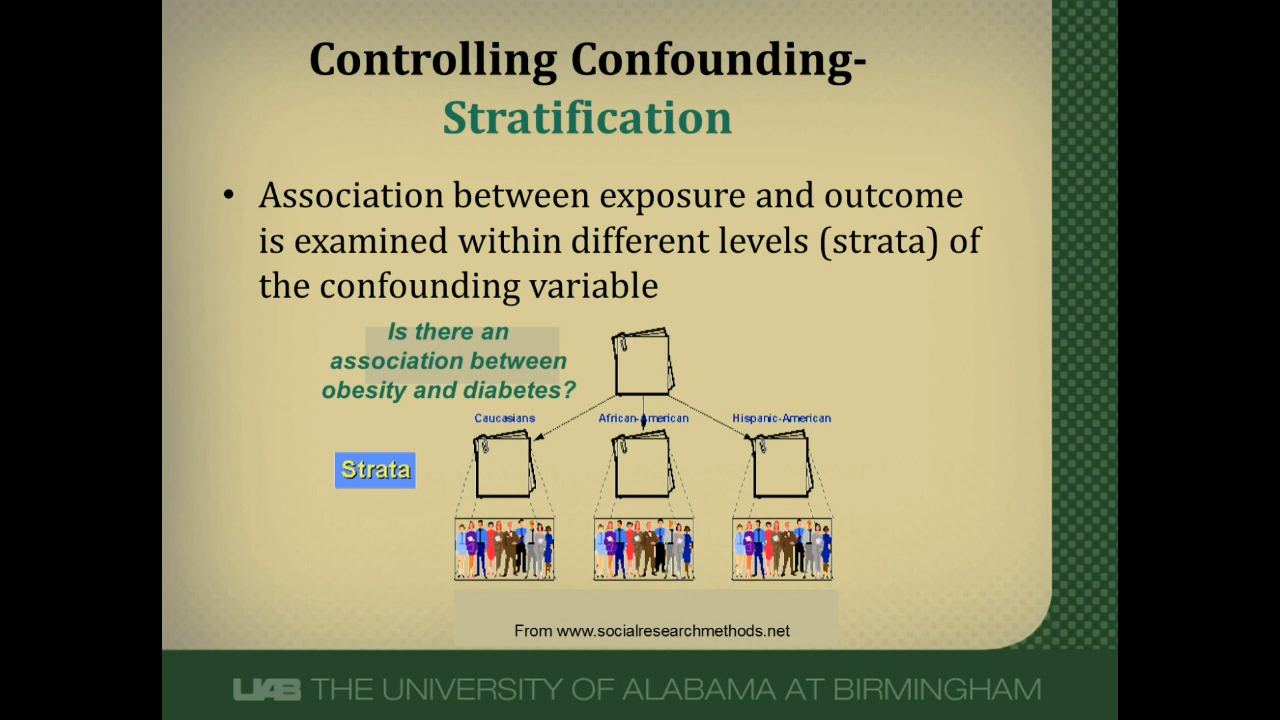 Controlling Confounding-
Stratification
• Association between exposure and outcome
is examined within different levels (strata) of
the confounding variable
Is there an
association between
obesity and diabetes?
Caucasians
African-American
Hispanic-American
Strata
From www.socialresearchmethods.net
UAB THE UNIVERSITY OF ALABAMA AT BIRMINGHAM